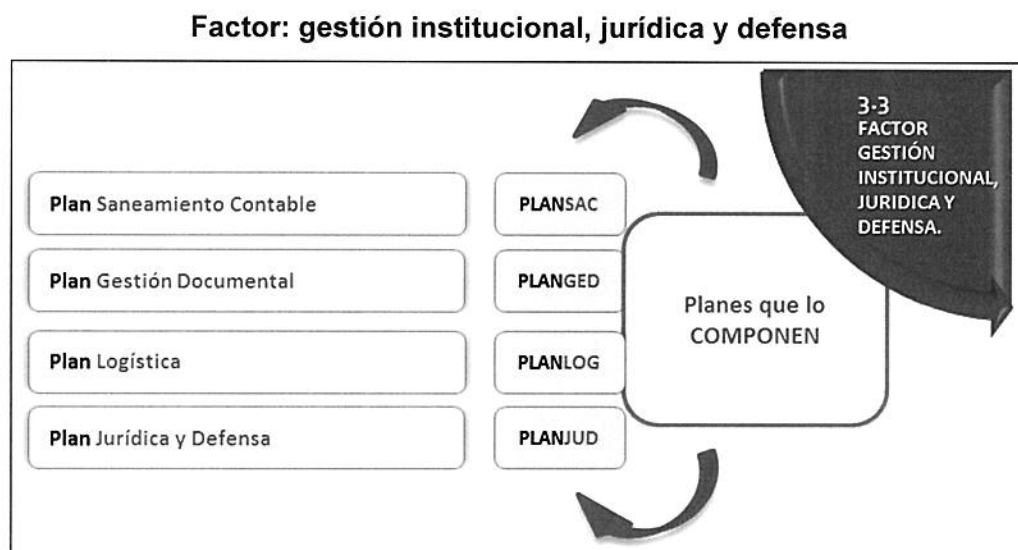 Factor: gestión institucional, jurídica y defensa
3.3
FACTOR
GESTIÓN
INSTITUCIONAL,
JURIDICA Y
DEFENSA.
Plan Saneamiento Contable
PLANSAC
Plan Gestión Documental
PLANGED
Plan Logística
PLANLOG
Plan Jurídica y Defensa
PLANJUD
Planes que lo
COMPONEN